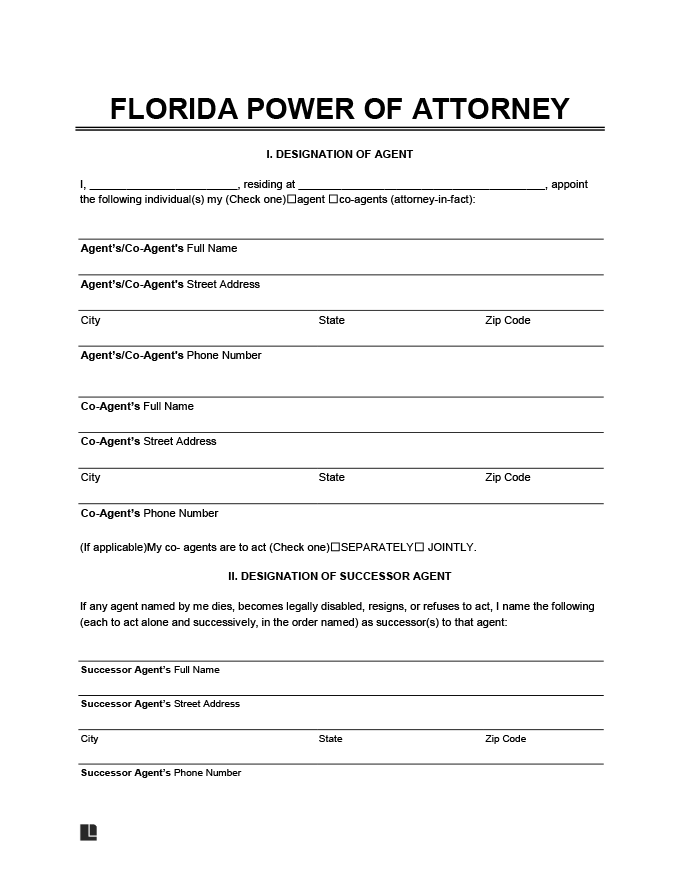 FLORIDA POWER OF ATTORNEY
I. DESIGNATION OF AGENT
I, ________________________, residing at ________________________________________, appoint
the following individual(s) my (Check one)☐agent ☐co-agents (attorney-in-fact):
Agent’s/Co-Agent's Full Name
Agent’s/Co-Agent's Street Address
City State Zip Code
Agent’s/Co-Agent's Phone Number
Co-Agent’s Full Name
Co-Agent’s Street Address
City State Zip Code
Co-Agent’s Phone Number
(If applicable)My co- agents are to act (Check one)☐SEPARATELY☐ JOINTLY.
II. DESIGNATION OF SUCCESSOR AGENT
If any agent named by me dies, becomes legally disabled, resigns, or refuses to act, I name the following
(each to act alone and successively, in the order named) as successor(s) to that agent:
Successor Agent’s Full Name
Successor Agent’s Street Address
City State Zip Code
Successor Agent’s Phone Number